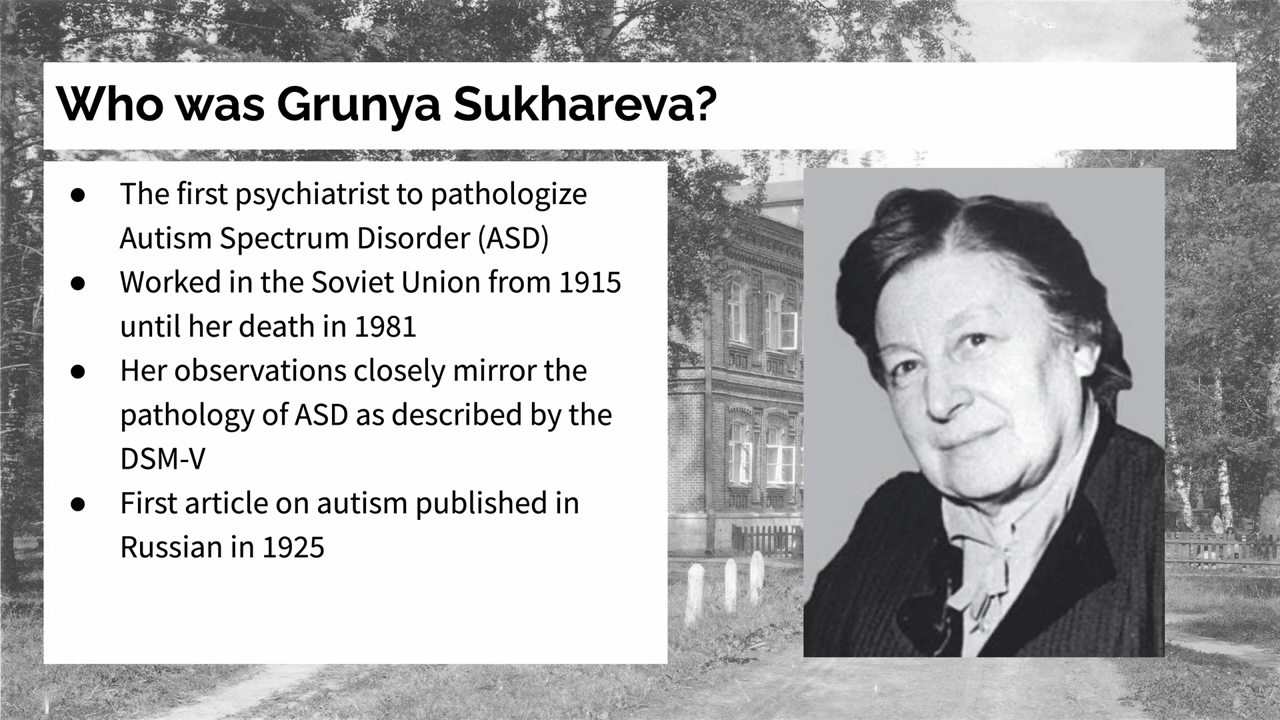 Who was Grunya Sukhareva?
● The first psychiatrist to pathologize
Autism Spectrum Disorder (ASD)
● Worked in the Soviet Union from 1915
until her death in 1981
● Her observations closely mirror the
pathology of ASD as described by the
DSM-V
● First article on autism published in
Russian in 1925